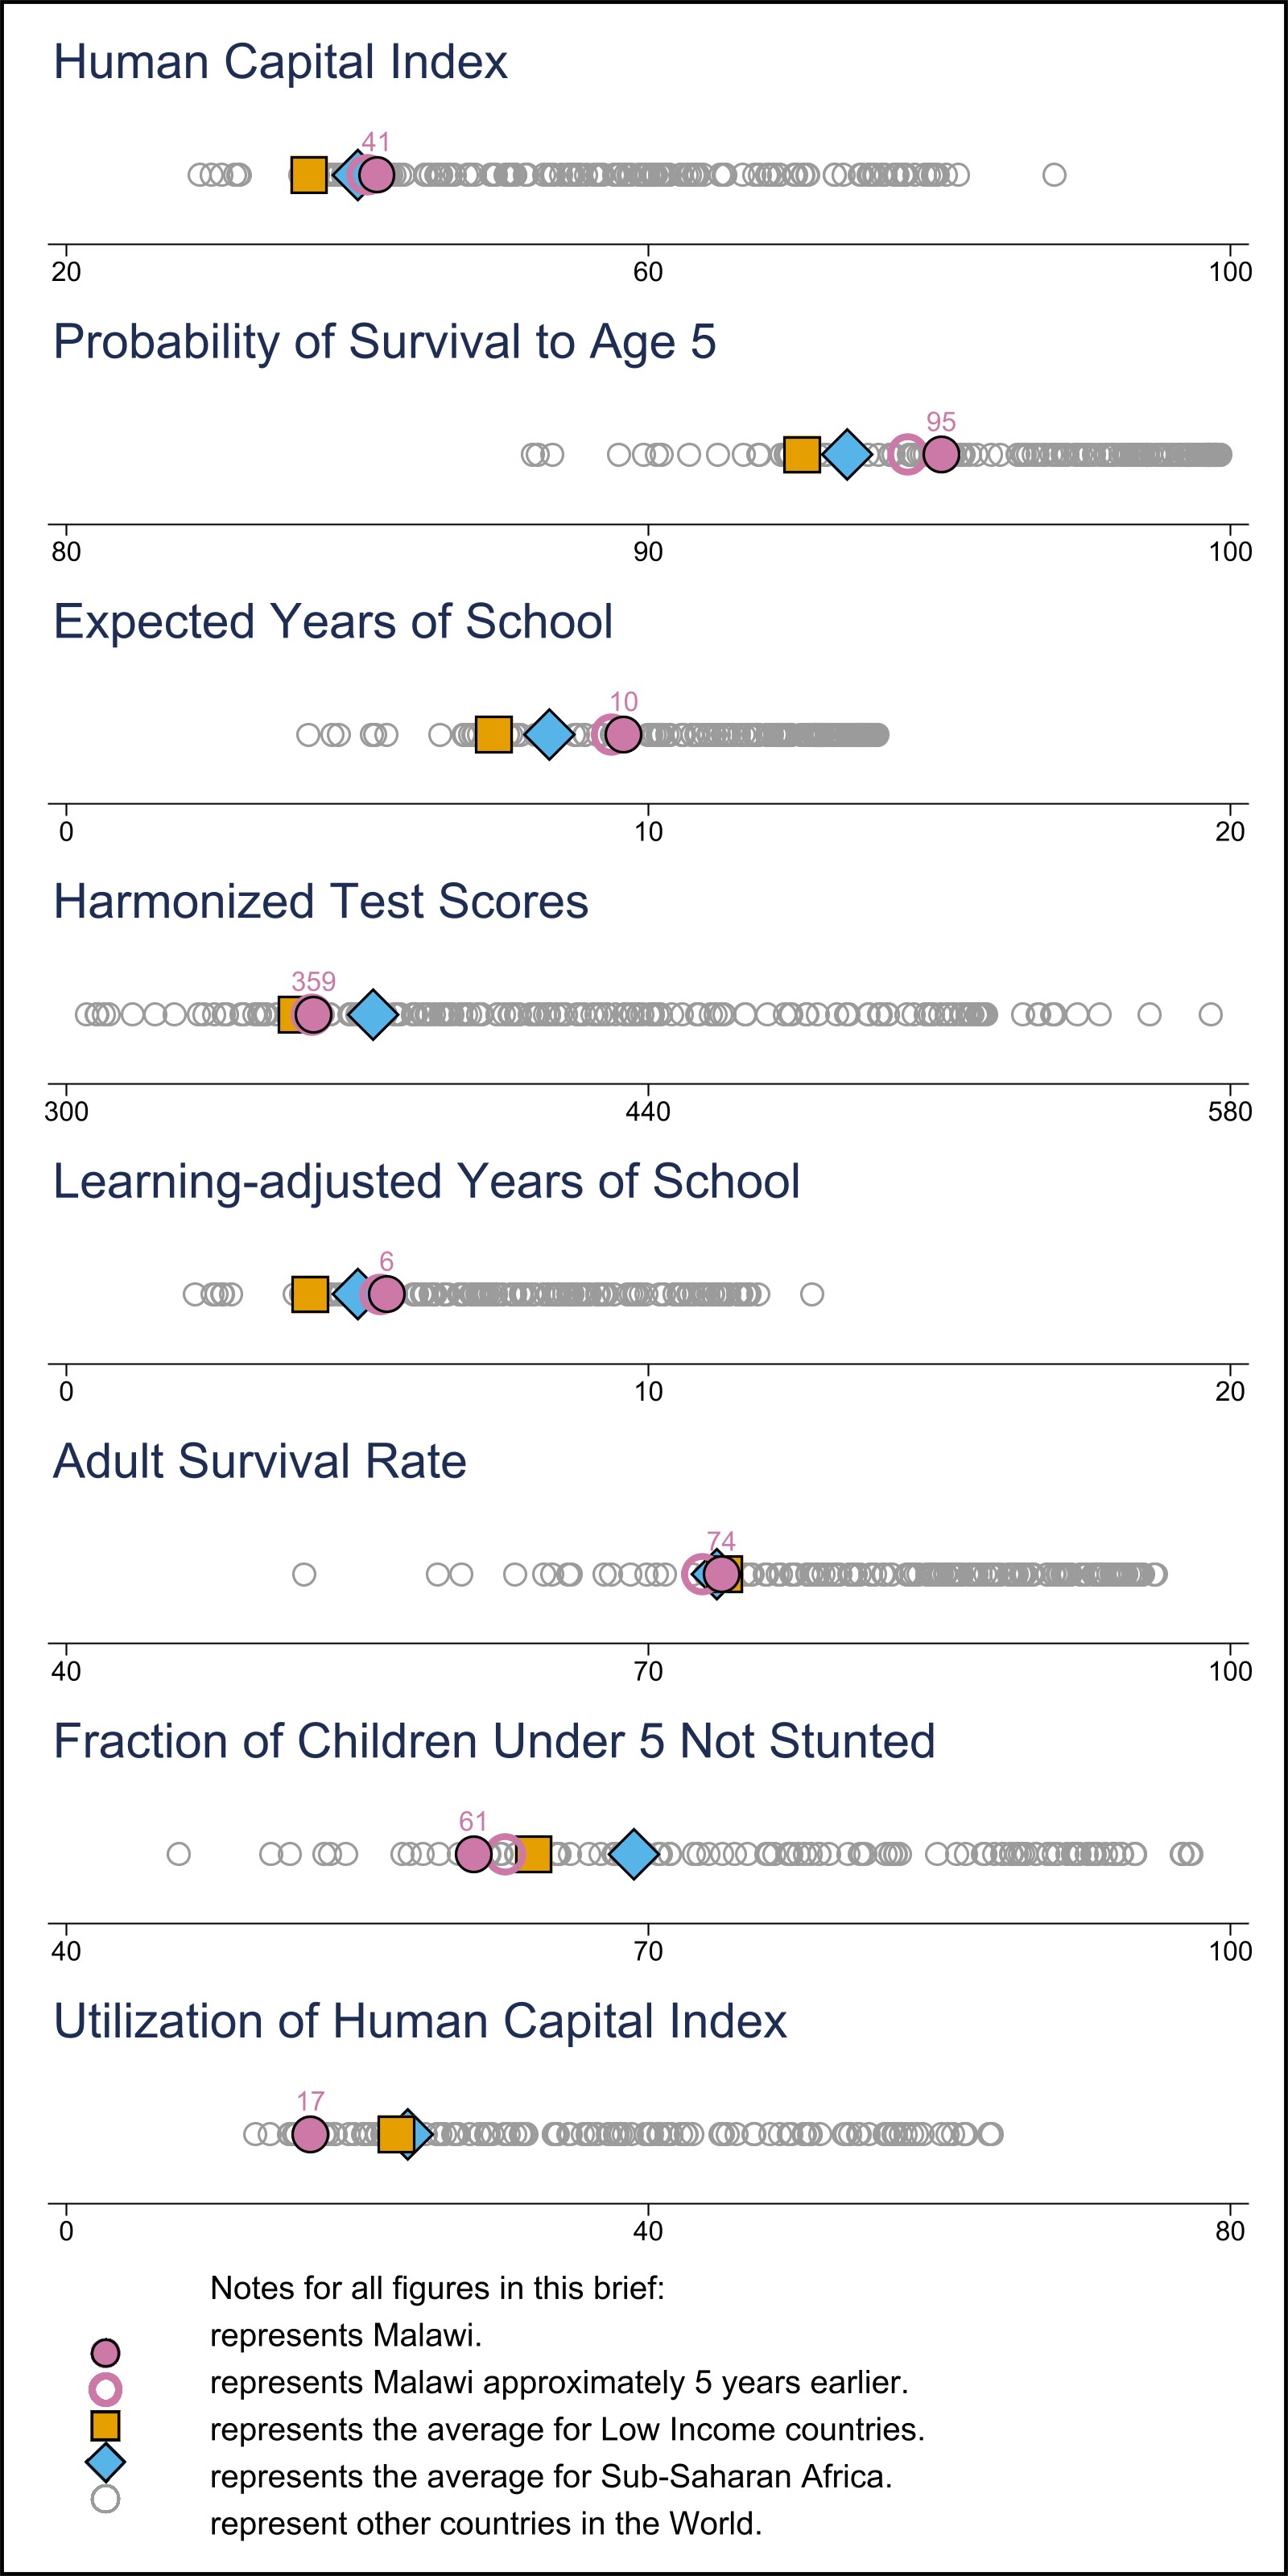 Human Capital Index
41
20 60 100
Probability of Survival to Age 5
95
80 90 100
Expected Years of School
10
0 10 20
Harmonized Test Scores
359
300 440 580
Learning-adjusted Years of School
6
0 10 20
Adult Survival Rate
74
40 70 100
Fraction of Children Under 5 Not Stunted
61
40 70 100
Utilization of Human Capital Index
17
0 40 80
Notes for all figures in this brief:
represents Malawi.
represents Malawi approximately 5 years earlier.
represents the average for Low Income countries.
represents the average for Sub-Saharan Africa.
represent other countries in the World.